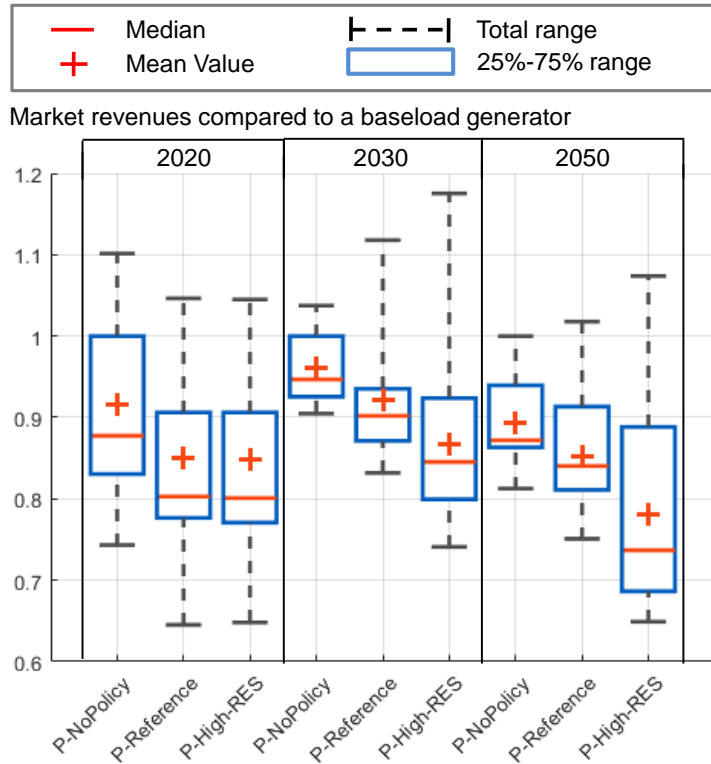 Median
Total range
Mean Value
25%-75% range
Market revenues compared to a baseload generator
2020
2030
2050
1.2
1.1
1
0.9
0.8
0.7
0.6
P-NoPolicy
P-Reference
P-High-RES
P-NoPolicy
P-Reference
P-High-RES
P-NoPolicy
P-Reference
P-High-RES